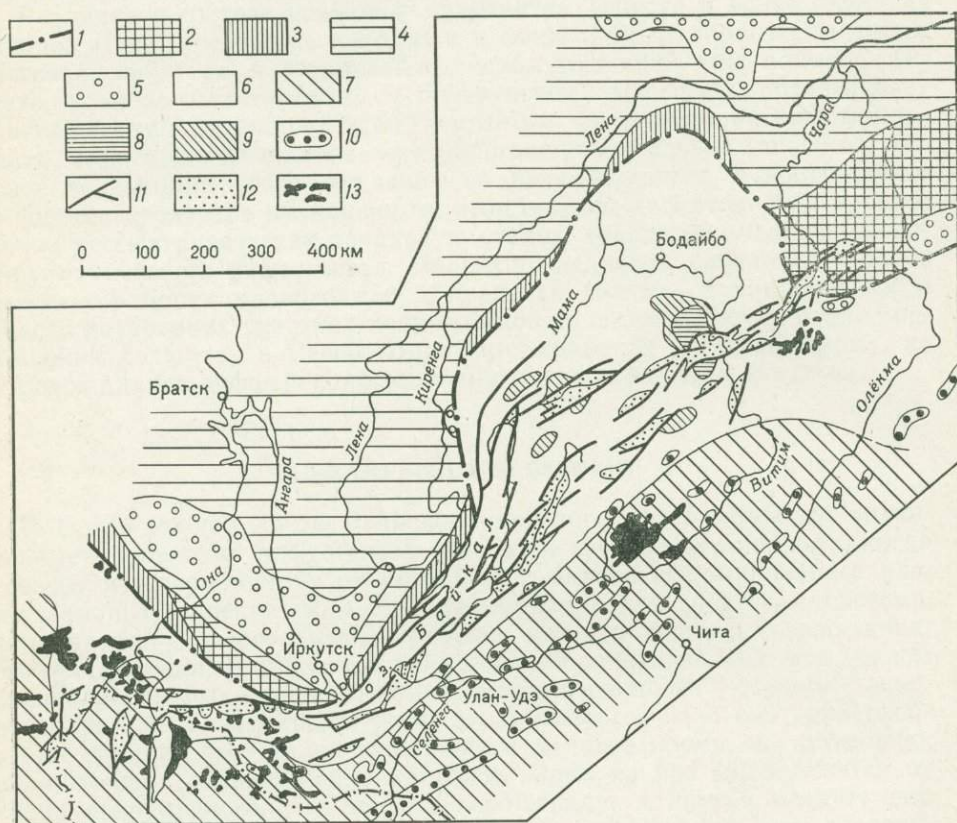 1 2 3 4
5 6 7
8 9 10
11 12 13
0 100 200 300 400 км
Лена
Чара
Бодайбо
Мама
Киренга
Братск
Лена
Ангара
Олёкма
Витим
Байкал
Она
Иркутск
Чита
Улан-Удэ
Селенга